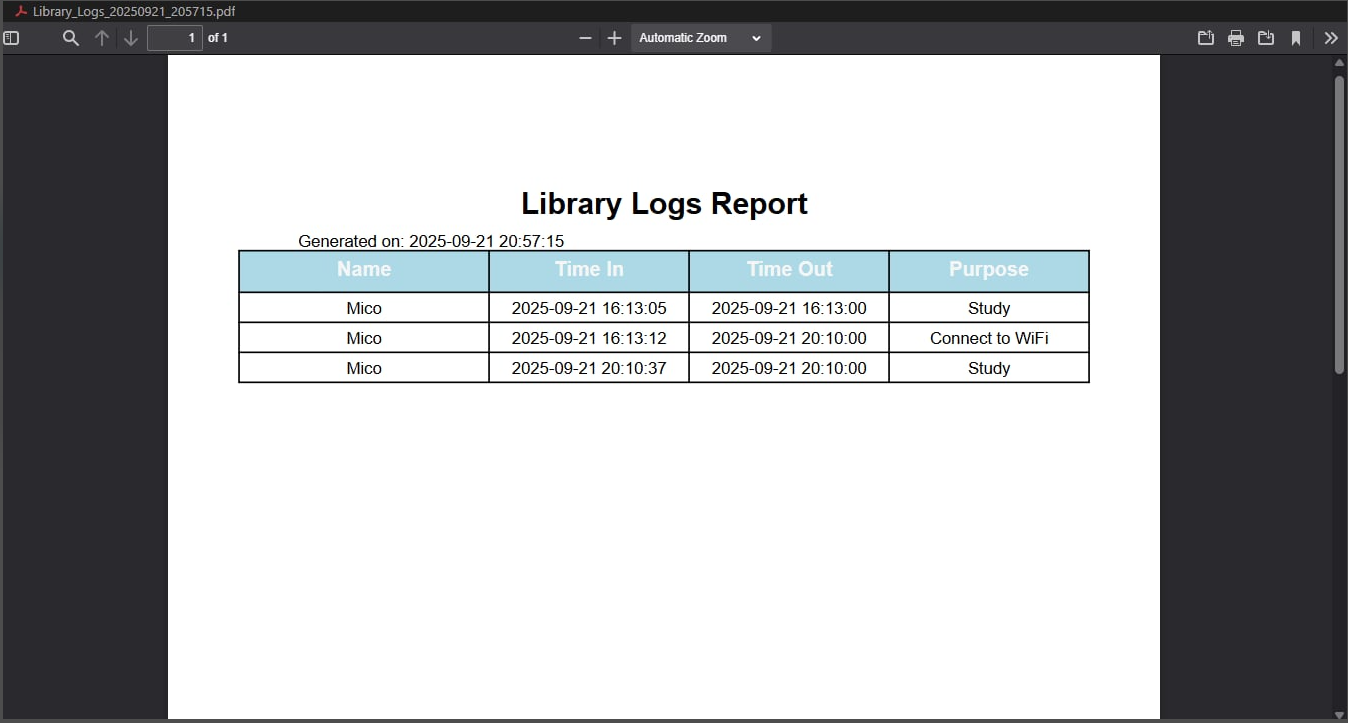 Library_Logs_20250921_205715.pdf
1 of 1 Automatic Zoom
Library Logs Report
Generated on: 2025-09-21 20:57:15
Name Time In Time Out Purpose
Mico 2025-09-21 16:13:05 2025-09-21 16:13:00 Study
Mico 2025-09-21 16:13:12 2025-09-21 20:10:00 Connect to WiFi
Mico 2025-09-21 20:10:37 2025-09-21 20:10:00 Study